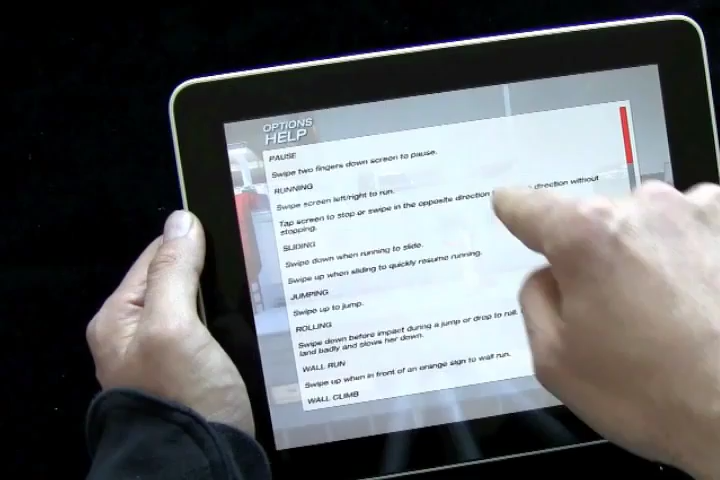 OPTIONS
HELP
PAUSE
Swipe two fingers down screen to pause.
RUNNING
Swipe screen left/right to run.
Tap screen to stop or swipe in the opposite direction direction without
stopping.
SLIDING
Swipe down when running to slide.
Swipe up when sliding to quickly resume running.
JUMPING
Swipe up to jump.
ROLLING
Swipe down before impact during a jump or drop to roll.
land badly and slows her down.
WALL RUN
Swipe up when in front of an orange sign to wall run.
WALL CLIMB